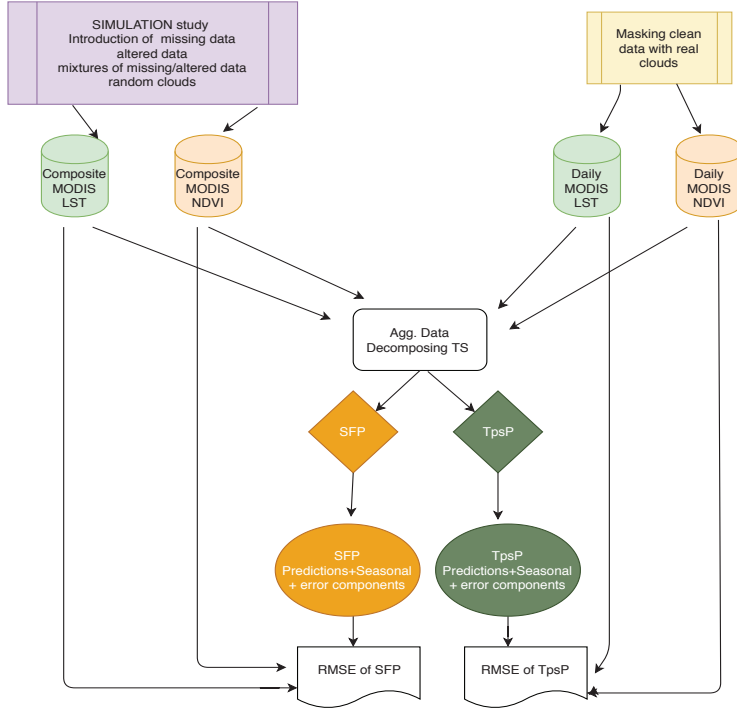 SIMULATION study
Introduction of missing data
altered data
mixtures of missing/altered data
random clouds
Masking clean
data with real
clouds
Composite
MODIS
LST
Composite
MODIS
NDVI
Daily
MODIS
LST
Daily
MODIS
NDVI
Agg. Data
Decomposing TS
SFP
TpsP
SFP
Predictions+Seasonal
+ error components
TpsP
Predictions+Seasonal
+ error components
RMSE of SFP
RMSE of TpsP